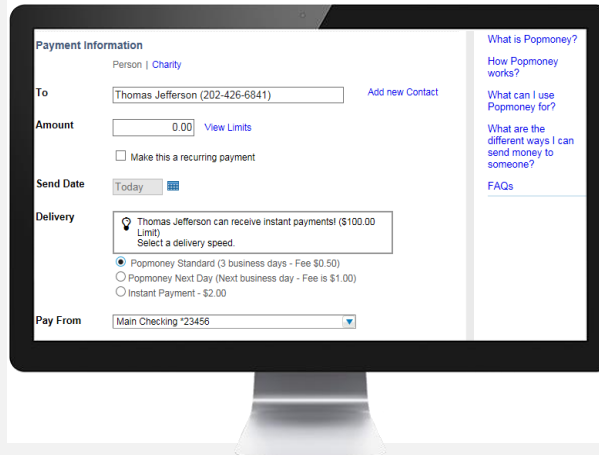 Payment Information
Person | Charity
To
Thomas Jefferson (202-426-6841)
Add new Contact
Amount
0.00
View Limits
Make this a recurring payment
Send Date
Today
Delivery
Thomas Jefferson can receive instant payments! ($100.00
Limit)
Select a delivery speed.
Popmoney Standard (3 business days - Fee $0.50)
Popmoney Next Day (Next business day - Fee is $1.00)
Instant Payment - $2.00
Pay From
Main Checking *23456
What is Popmoney?
How Popmoney
works?
What can I use
Popmoney for?
What are the
different ways I can
send money to
someone?
FAQs